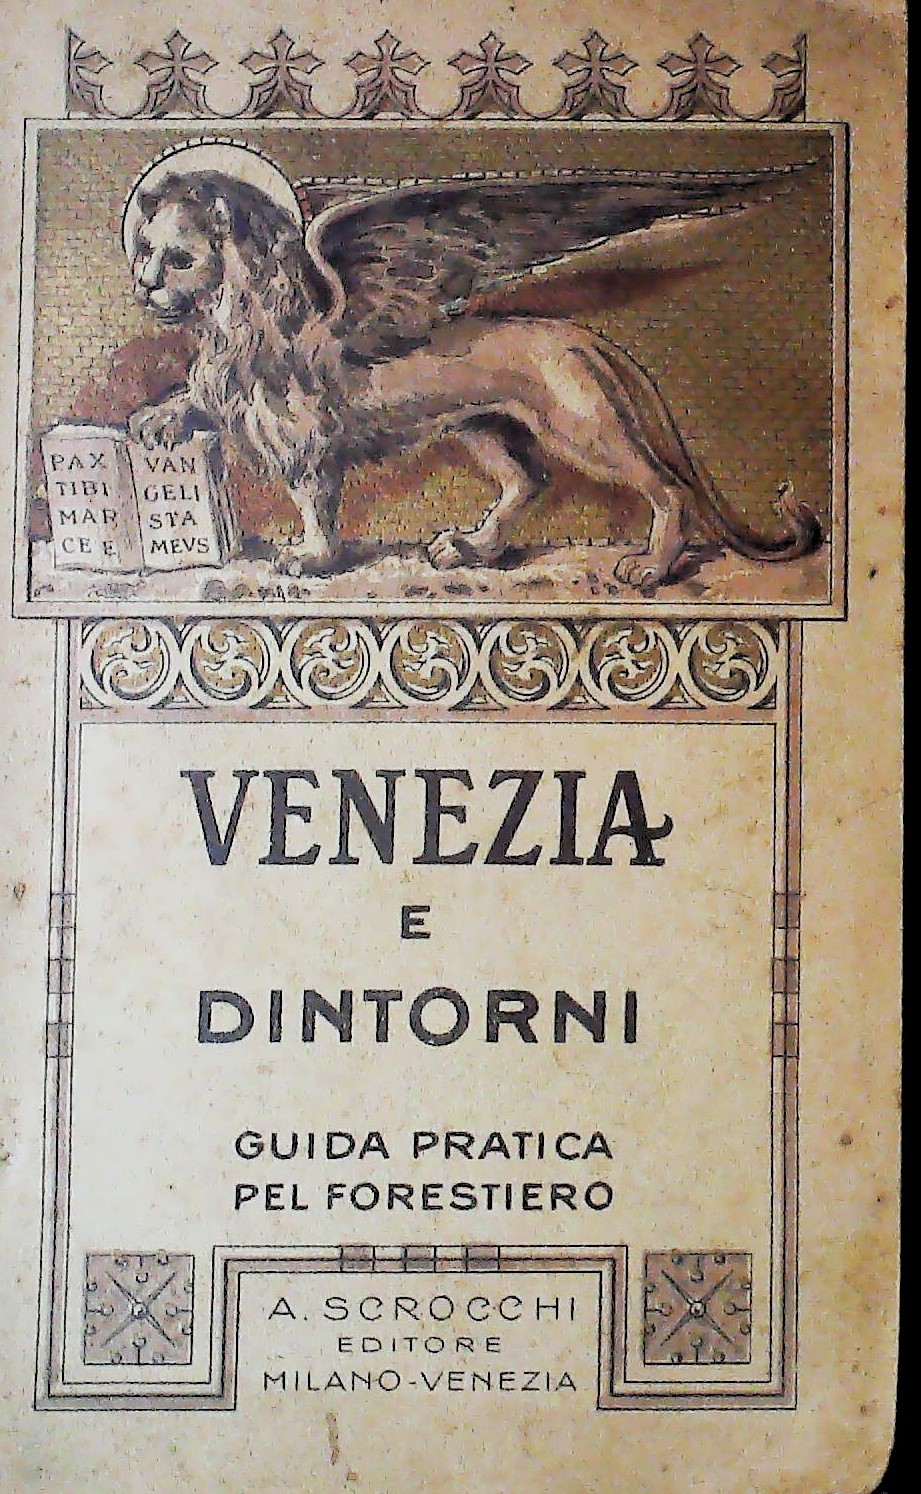 PAX
TIBI
MAR
CE E
VAN
GELI
STA
MEVS
VENEZIA
E
DINTORNI
GUIDA PRATICA
PEL FORESTIERO
A. SCROCCHI
EDITORE
MILANO-VENEZIA